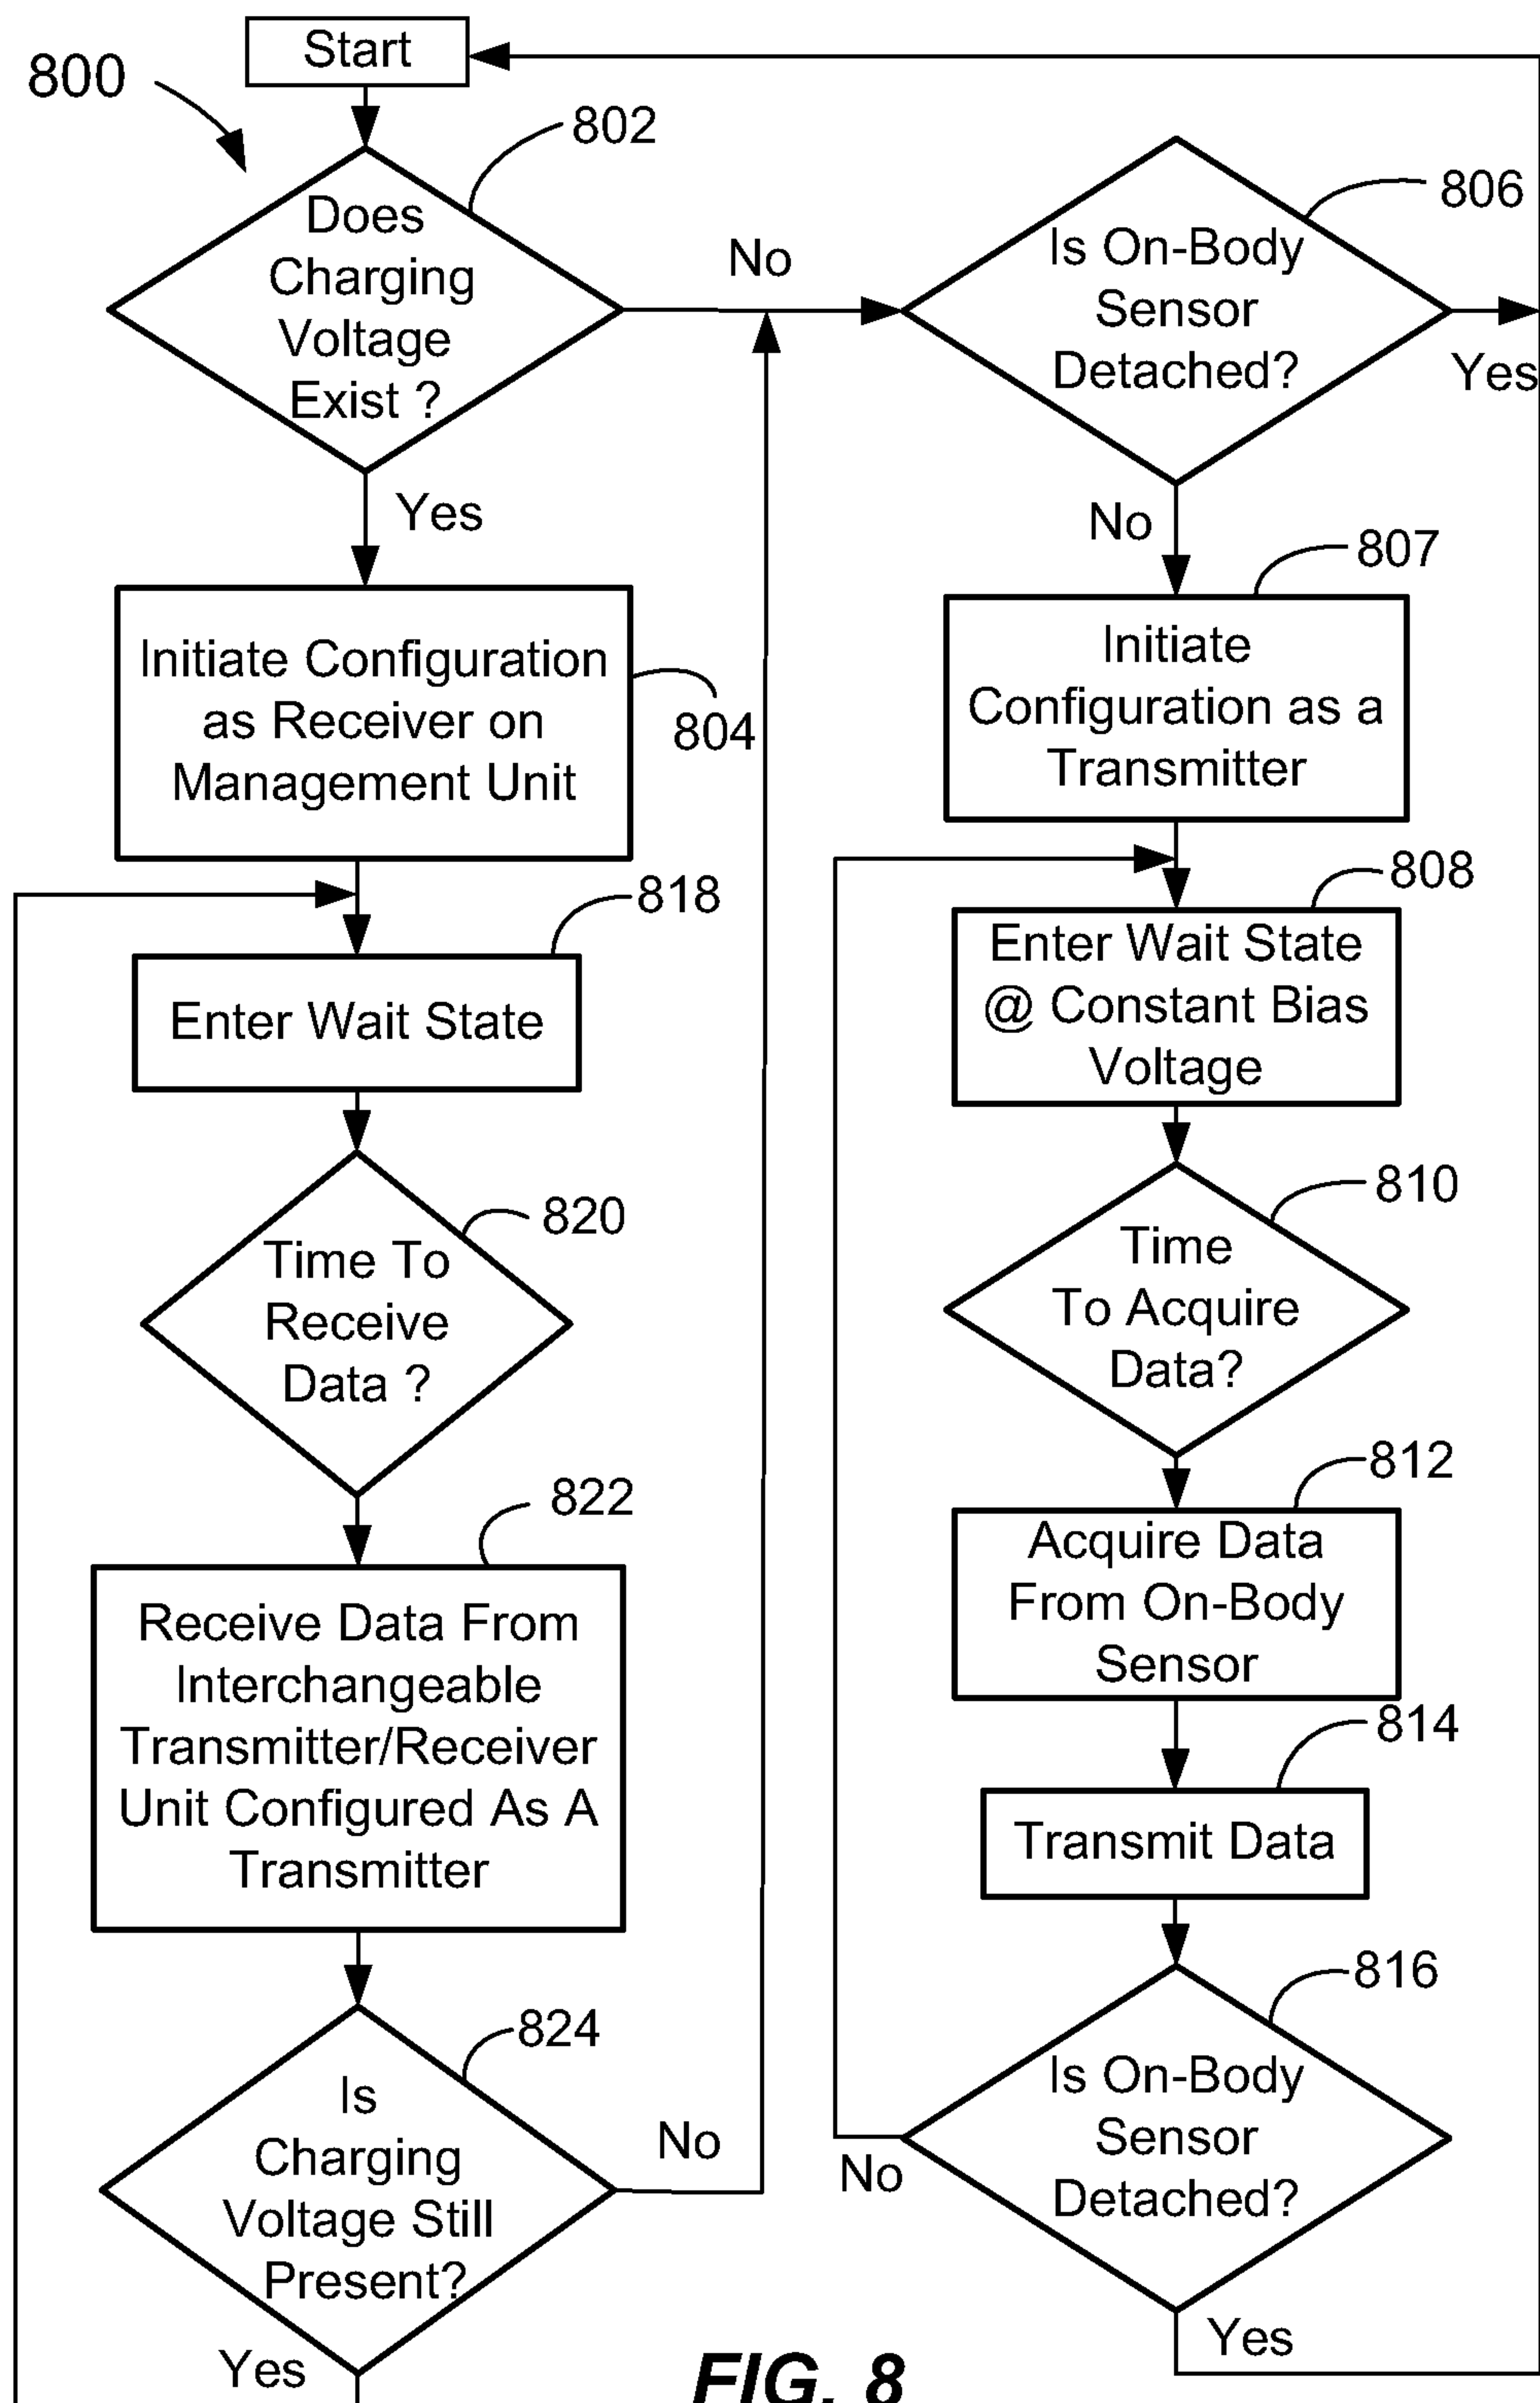 Start
800
802
Does
Charging
Voltage
Exist ?
No
Yes
806
Is On-Body
Sensor
Detached?
Yes
No
Initiate Configuration
as Receiver on
Management Unit
804
807
Initiate
Configuration as a
Transmitter
818
Enter Wait State
808
Enter Wait State
@ Constant Bias
Voltage
820
Time To
Receive
Data ?
810
Time
To Acquire
Data?
822
Receive Data From
Interchangeable
Transmitter/Receiver
Unit Configured As A
Transmitter
812
Acquire Data
From On-Body
Sensor
814
Transmit Data
824
Is
Charging
Voltage Still
Present?
No
Yes
816
Is On-Body
Sensor
Detached?
No
Yes
FIG. 8